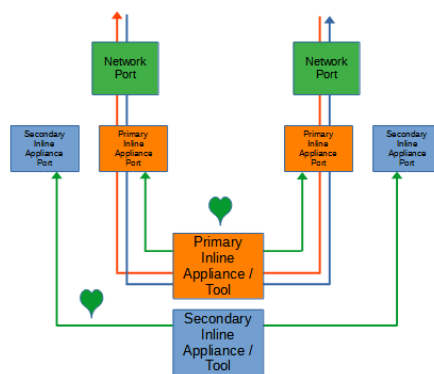 Network
Port
Network
Port
Secondary
Inline
Appliance
Port
Primary
Inline
Appliance
Port
Primary
Inline
Appliance
Port
Secondary
Inline
Appliance
Port
Primary
Inline
Appliance /
Tool
Secondary
Inline
Appliance /
Tool